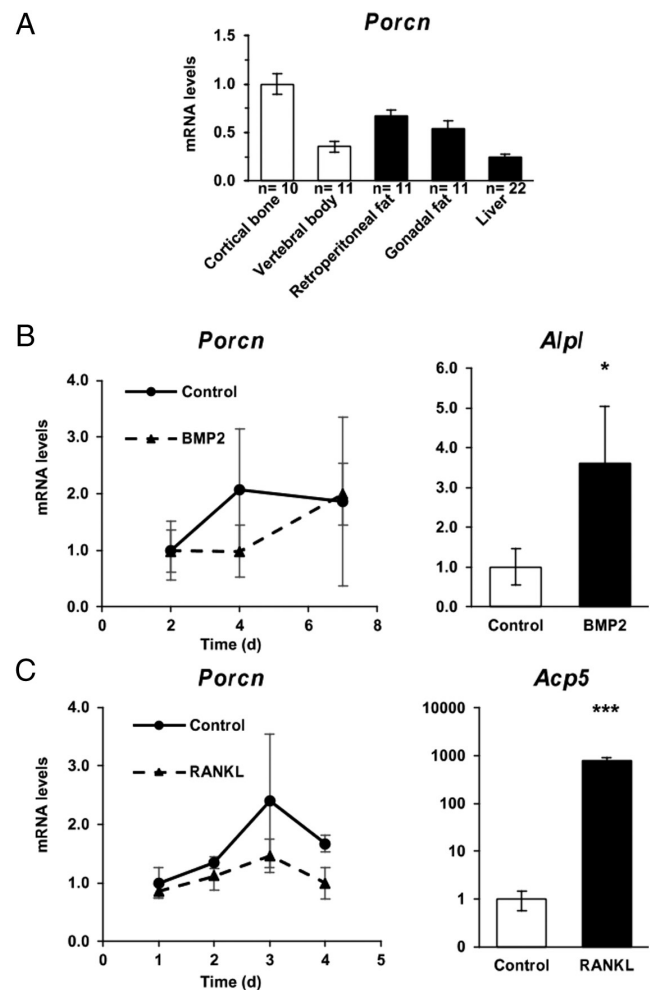 A
Porcn
mRNA levels
1.5
1.0
0.5
0.0
n= 10 n= 11 n= 11 n= 11 n= 22
Cortical bone
Vertebral body
Retroperitoneal fat
Gonadal fat
Liver
B
Porcn
mRNA levels
4.0
3.0
2.0
1.0
0.0
Control
BMP2
0 2 4 6 8
Time (d)
Alpl
6.0
5.0
4.0
3.0
2.0
1.0
0.0
*
Control BMP2
C
Porcn
mRNA levels
4.0
3.0
2.0
1.0
0.0
Control
RANKL
0 1 2 3 4 5
Time (d)
Acp5
10000
1000
100
10
1
0
***
Control RANKL